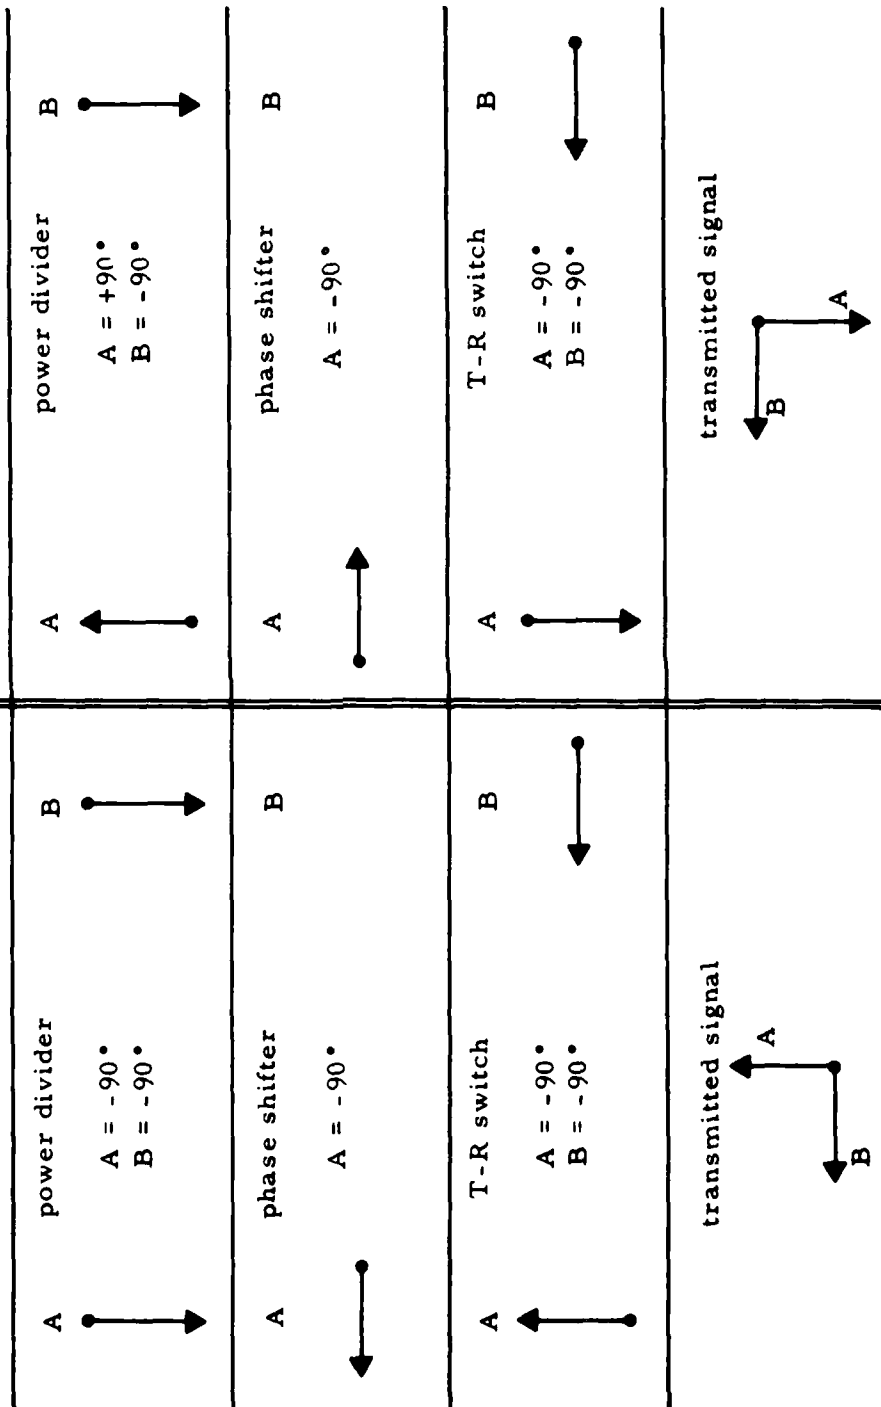 A power divider B
A = -90°
B = -90°
A phase shifter B
A = -90°
A T-R switch B
A = -90°
B = -90°
transmitted signal
A
B
A power divider B
A = +90°
B = -90°
A phase shifter B
A = -90°
A T-R switch B
A = -90°
B = -90°
transmitted signal
B
A